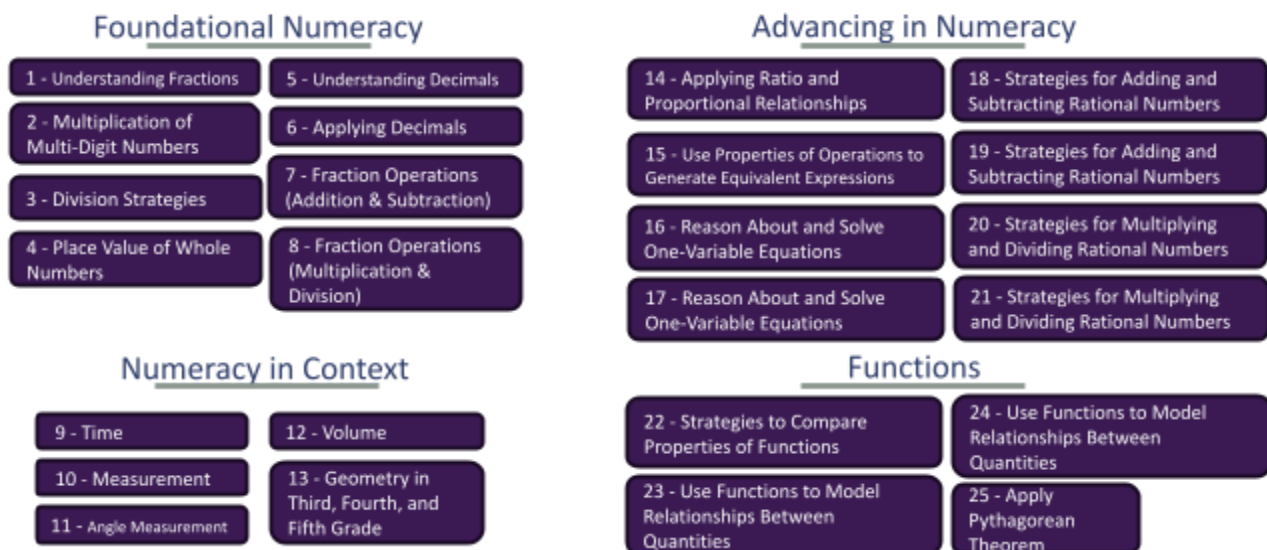 Foundational Numeracy
1 - Understanding Fractions
2 - Multiplication of
Multi-Digit Numbers
3 - Division Strategies
4 - Place Value of Whole
Numbers
5 - Understanding Decimals
6 - Applying Decimals
7 - Fraction Operations
(Addition & Subtraction)
8 - Fraction Operations
(Multiplication &
Division)
Advancing in Numeracy
14 - Applying Ratio and
Proportional Relationships
15 - Use Properties of Operations to
Generate Equivalent Expressions
16 - Reason About and Solve
One-Variable Equations
17 - Reason About and Solve
One-Variable Equations
18 - Strategies for Adding and
Subtracting Rational Numbers
19 - Strategies for Adding and
Subtracting Rational Numbers
20 - Strategies for Multiplying
and Dividing Rational Numbers
21 - Strategies for Multiplying
and Dividing Rational Numbers
Numeracy in Context
9 - Time
10 - Measurement
11 - Angle Measurement
12 - Volume
13 - Geometry in
Third, Fourth, and
Fifth Grade
Functions
22 - Strategies to Compare
Properties of Functions
23 - Use Functions to Model
Relationships Between
Quantities
24 - Use Functions to Model
Relationships Between
Quantities
25 - Apply
Pythagorean
Theorem